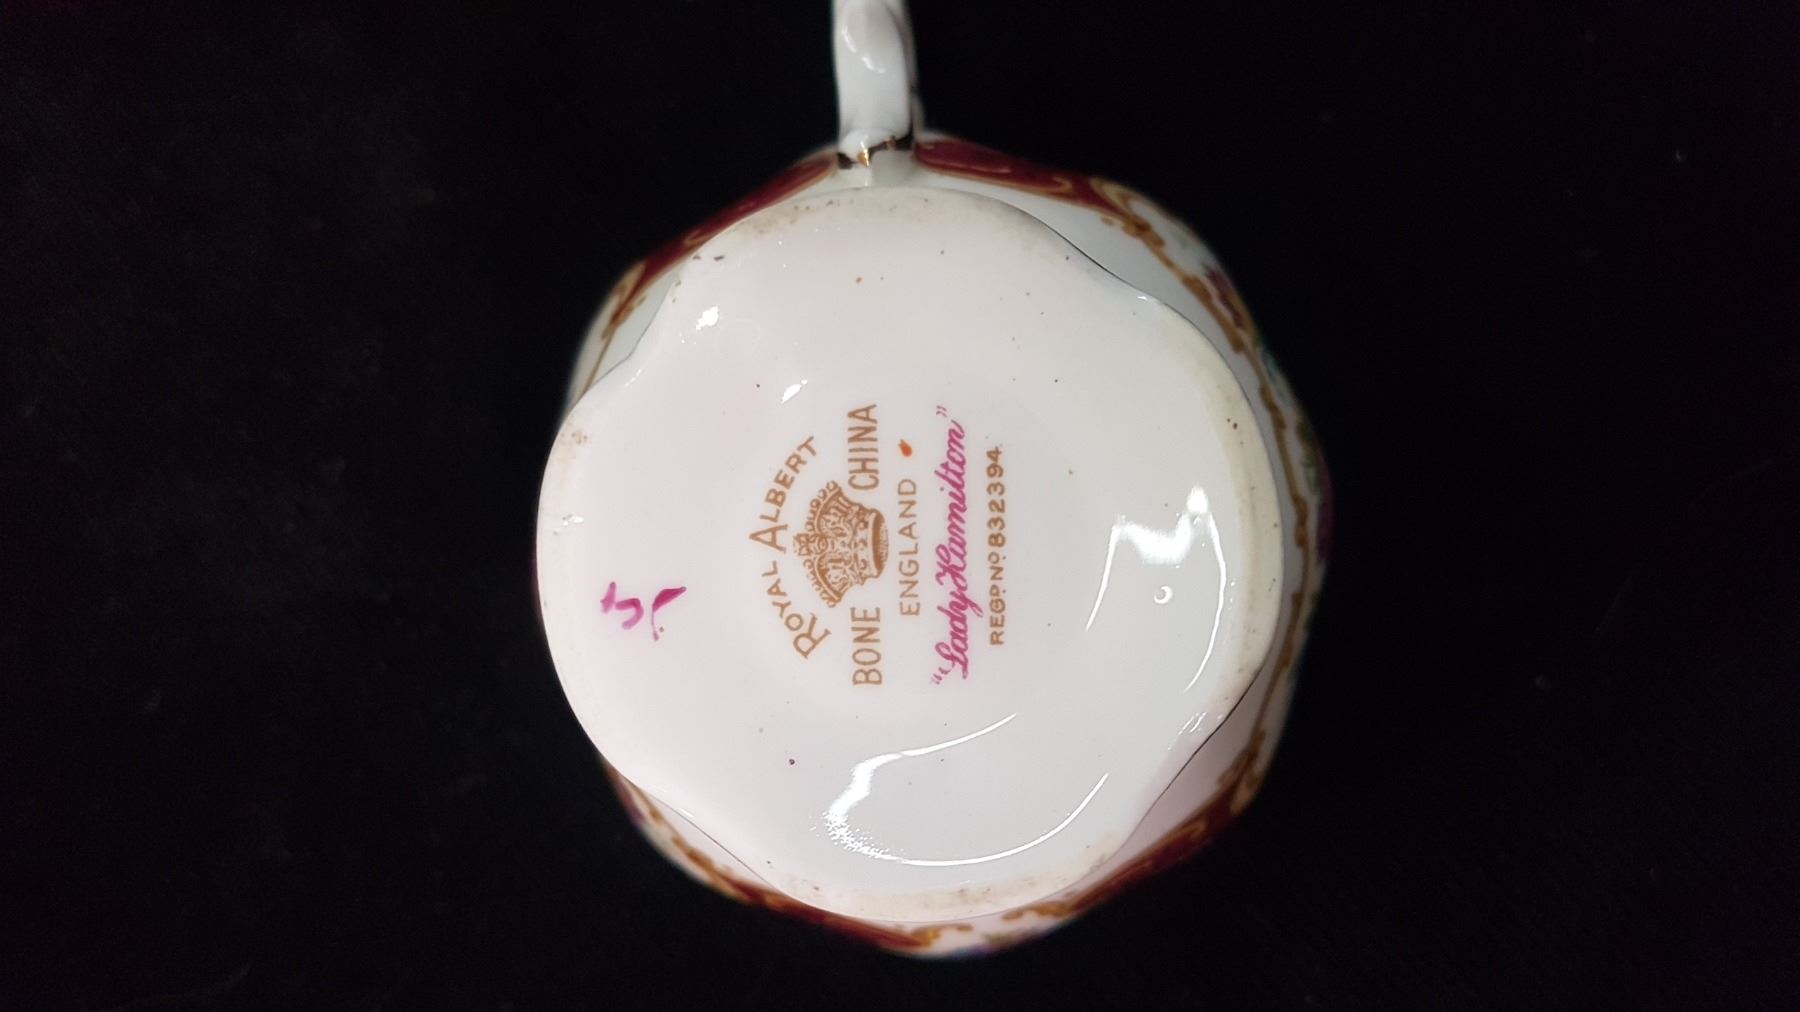 ROYAL ALBERT
BONE CHINA
ENGLAND
"Lady Hamilton"
REGD No 832394